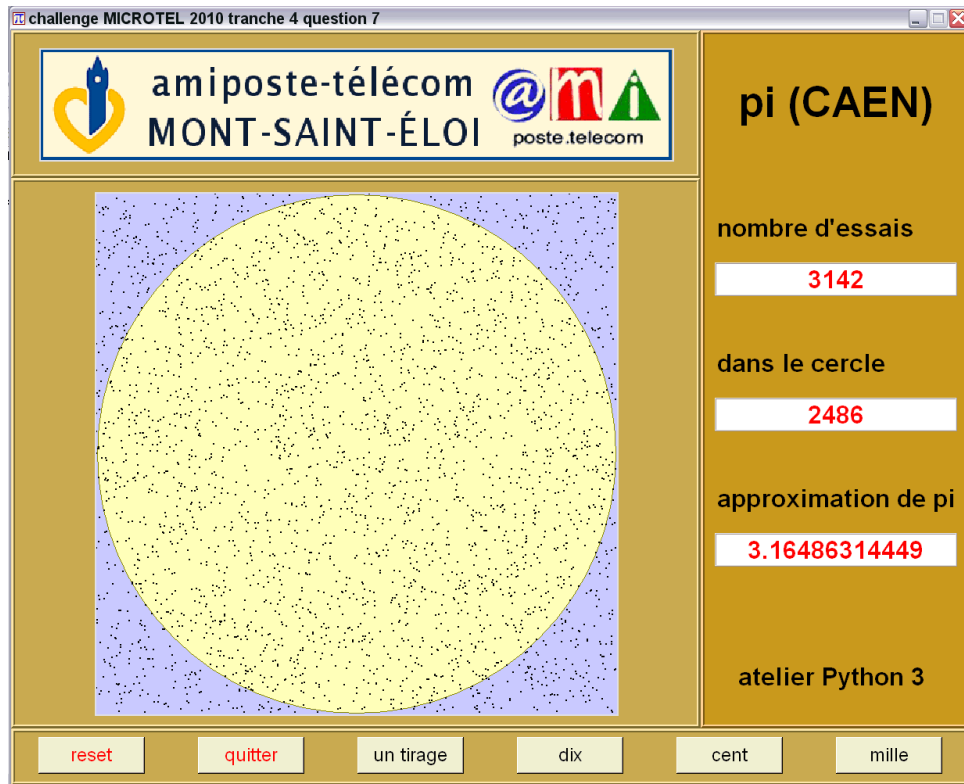 challenge MICROTEL 2010 tranche 4 question 7
amiposte-télécom
MONT-SAINT-ÉLOI
@mi
poste.telecom
pi (CAEN)
nombre d'essais
3142
dans le cercle
2486
approximation de pi
3.16486314449
atelier Python 3
reset quitter un tirage dix cent mille